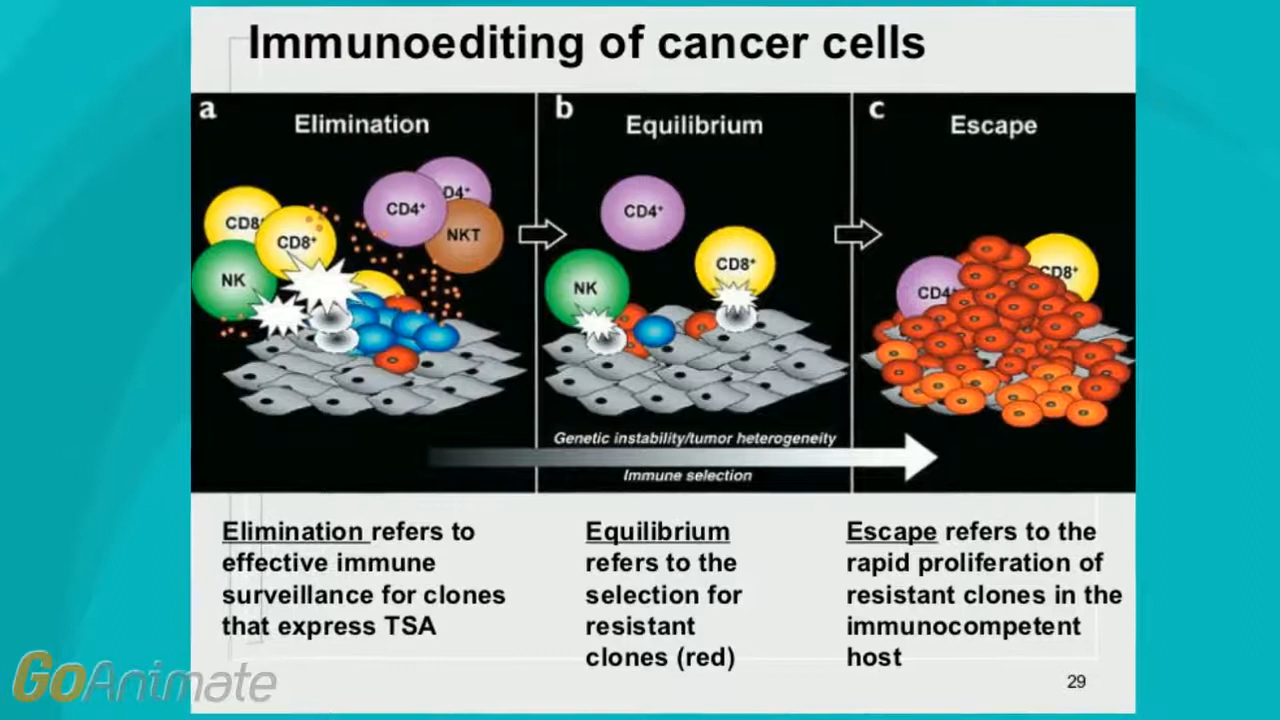 Immunoediting of cancer cells
a
Elimination
b
Equilibrium
c
Escape
CD8
CD8+
NK
CD4+
D4+
NKT
CD4+
NK
CD8+
CD4
CD8+
Genetic instability/tumor heterogeneity
Immune selection
Elimination refers to
effective immune
surveillance for clones
that express TSA
Equilibrium
refers to the
selection for
resistant
clones (red)
Escape refers to the
rapid proliferation of
resistant clones in the
immunocompetent
host
29
GoAnimate